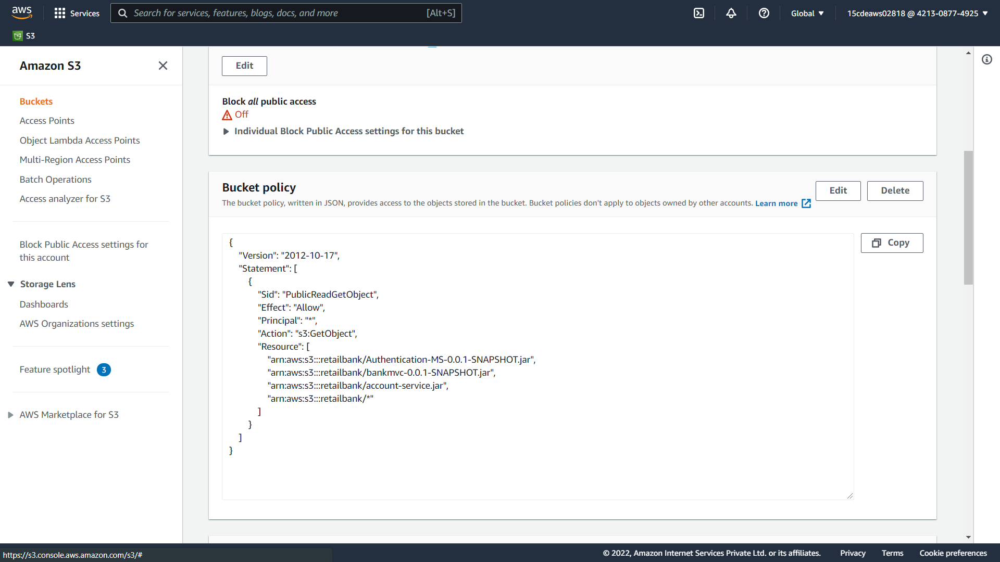 aws
Services
Search for services, features, blogs, docs, and more
[Alt+S]
Global
15cdeaws02818 @ 4213-0877-4925
S3
Amazon S3
Buckets
Access Points
Object Lambda Access Points
Multi-Region Access Points
Batch Operations
Access analyzer for S3
Block Public Access settings for
this account
Storage Lens
Dashboards
AWS Organizations settings
Feature spotlight 3
AWS Marketplace for S3
Edit
Block all public access
Off
Individual Block Public Access settings for this bucket
Bucket policy
The bucket policy, written in JSON, provides access to the objects stored in the bucket. Bucket policies don't apply to objects owned by other accounts. Learn more
Edit
Delete
Copy
{
"Version": "2012-10-17",
"Statement": [
{
"Sid": "PublicReadGetObject",
"Effect": "Allow",
"Principal": "*",
"Action": "s3:GetObject",
"Resource": [
"arn:aws:s3:::retailbank/Authentication-MS-0.0.1-SNAPSHOT.jar",
"arn:aws:s3:::retailbank/bankmvc-0.0.1-SNAPSHOT.jar",
"arn:aws:s3:::retailbank/account-service.jar",
"arn:aws:s3:::retailbank/*"
]
}
]
}
https://s3.console.aws.amazon.com/s3/#
© 2022, Amazon Internet Services Private Ltd. or its affiliates.
Privacy
Terms
Cookie preferences